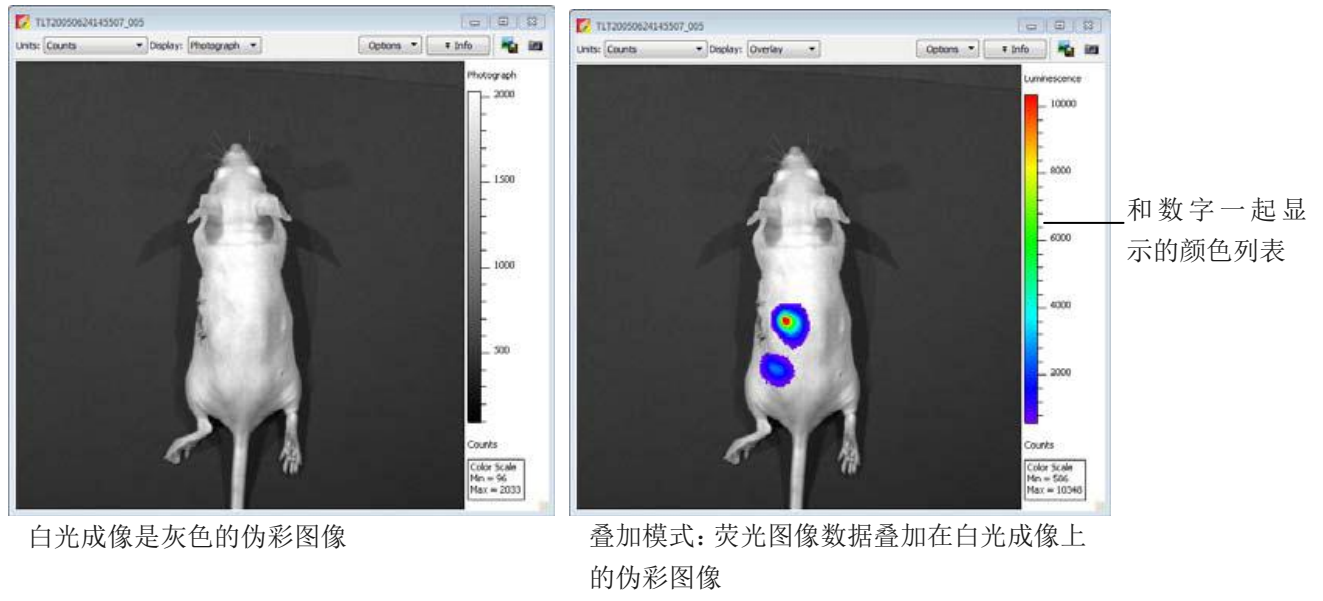 TLT20050624145507_005
Units: Counts Display: Photograph Options Info
Photograph
2000
1500
1000
500
Counts
Color Scale
Min = 96
Max = 2033
TLT20050624145507_005
Units: Counts Display: Overlay Options Info
Luminescence
10000
8000
6000
4000
2000
Counts
Color Scale
Min = 586
Max = 10348
和数字一起显
示的颜色列表
白光成像是灰色的伪彩图像
叠加模式：荧光图像数据叠加在白光成像上
的伪彩图像